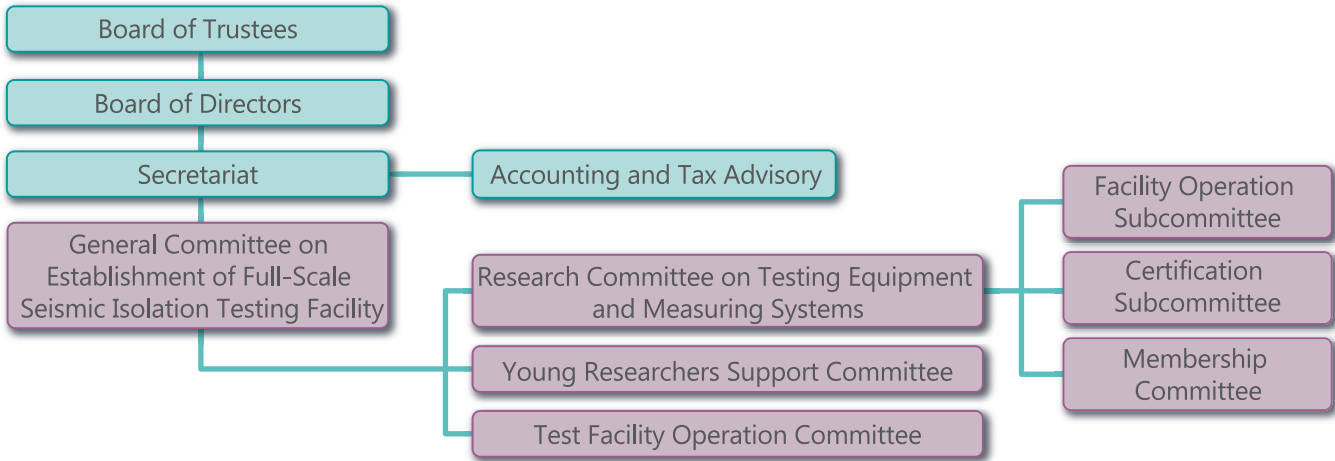 Board of Trustees
Board of Directors
Secretariat
Accounting and Tax Advisory
General Committee on
Establishment of Full-Scale
Seismic Isolation Testing Facility
Research Committee on Testing Equipment
and Measuring Systems
Young Researchers Support Committee
Test Facility Operation Committee
Facility Operation
Subcommittee
Certification
Subcommittee
Membership
Committee